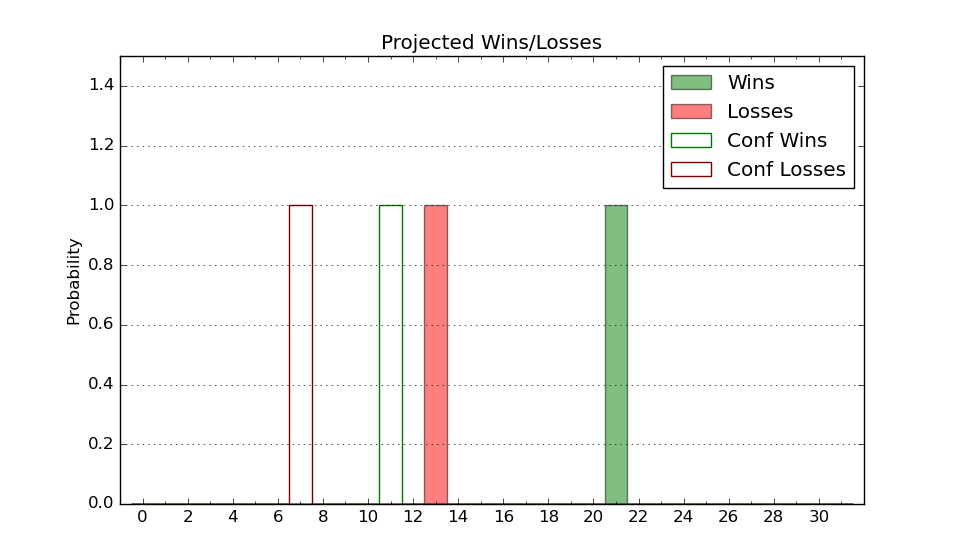 Projected Wins/Losses
Wins
Losses
Conf Wins
Conf Losses
Probability
1.4
1.2
1.0
0.8
0.6
0.4
0.2
0.0
0 2 4 6 8 10 12 14 16 18 20 22 24 26 28 30